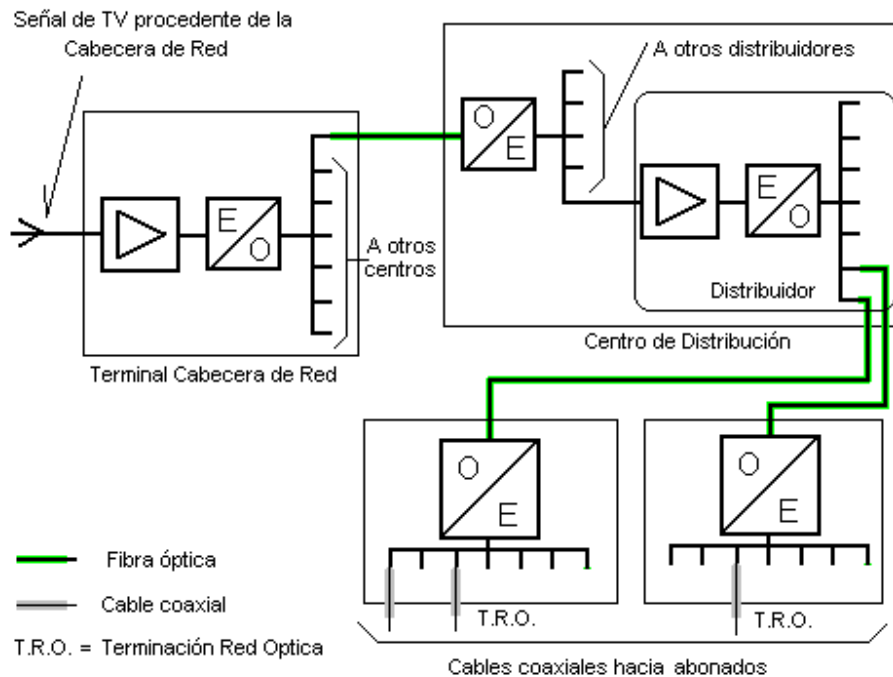 Señal de TV procedente de la
Cabecera de Red
A otros distribuidores
O
E
E
O
E
O
A otros
centros
Distribuidor
Centro de Distribución
Terminal Cabecera de Red
O
E
O
E
Fibra óptica
Cable coaxial
T.R.O.
T.R.O.
T.R.O. = Terminación Red Optica
Cables coaxiales hacia abonados